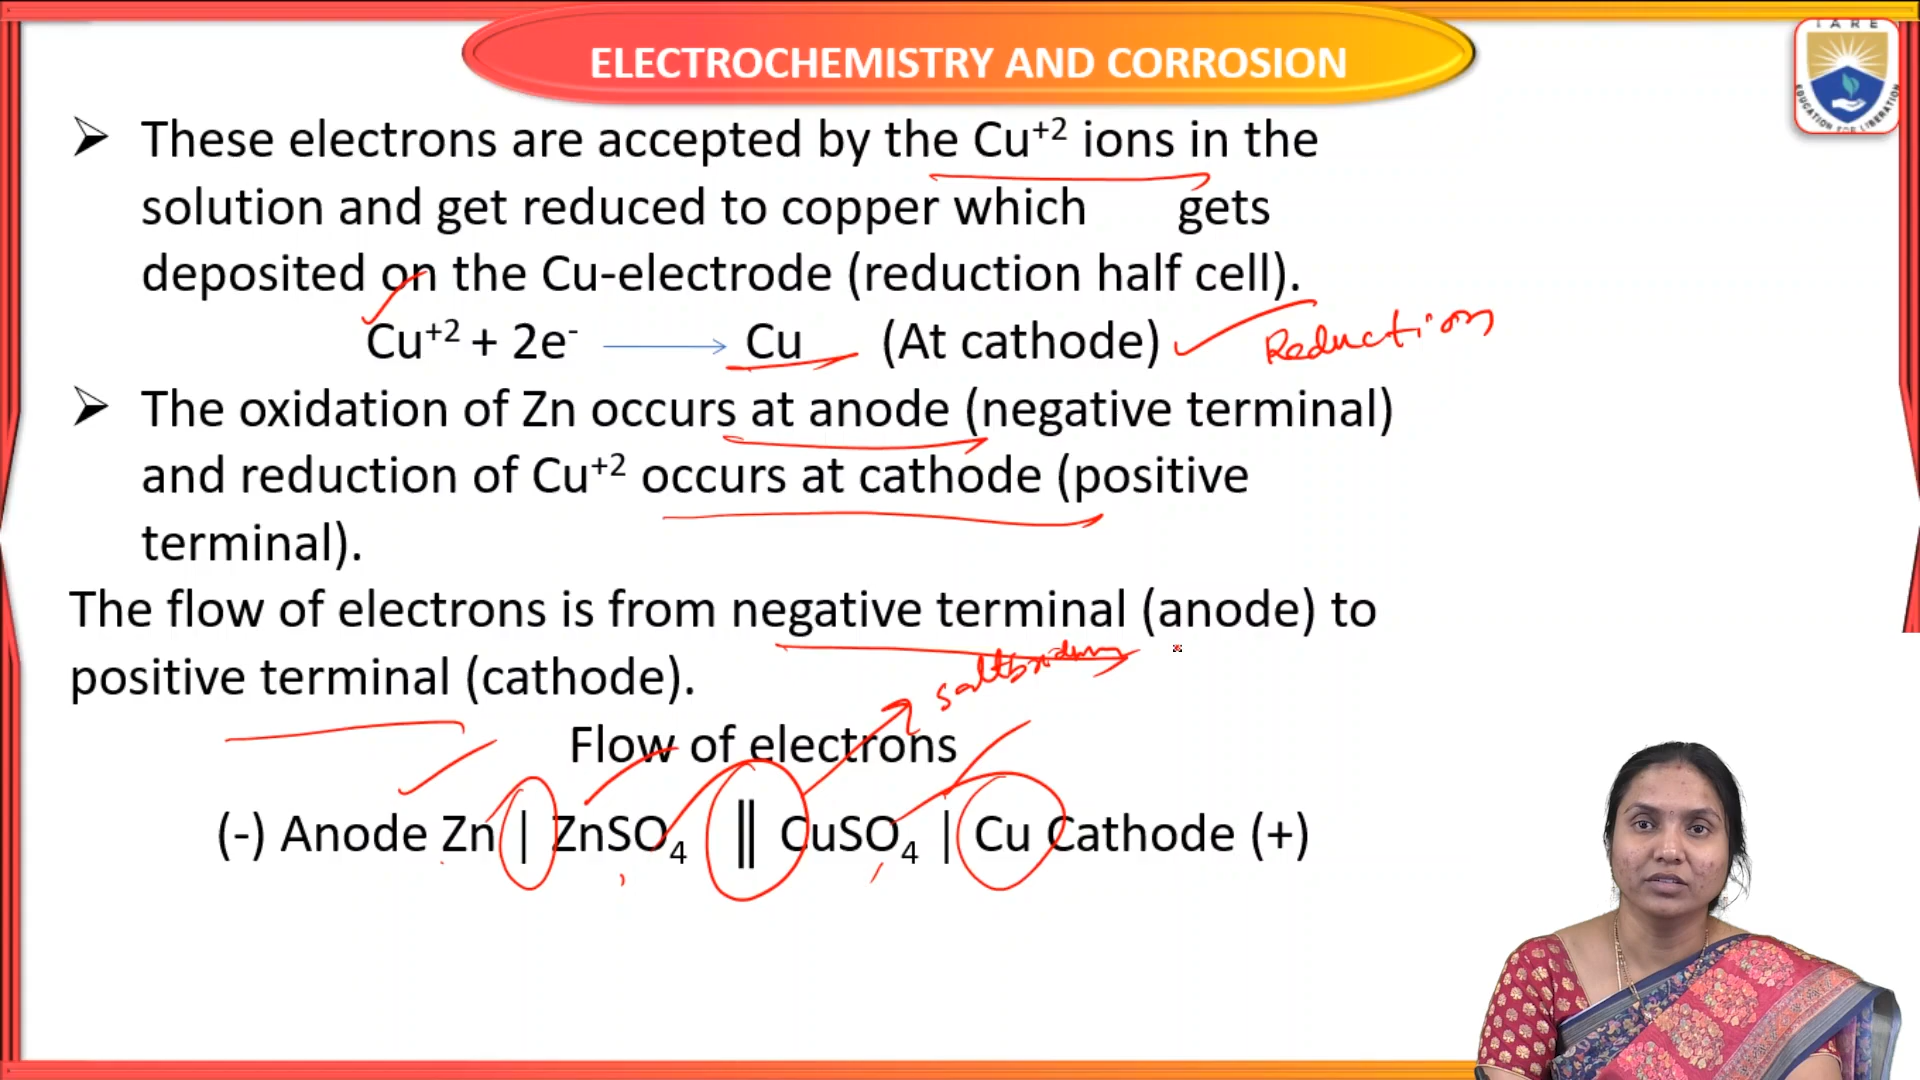 IARE
EDUCATION FOR LIBERATION
ELECTROCHEMISTRY AND CORROSION
➤ These electrons are accepted by the Cu⁺² ions in the
solution and get reduced to copper which gets
deposited on the Cu-electrode (reduction half cell).
Cu⁺² + 2e⁻ ⟶ Cu (At cathode) Reduction
➤ The oxidation of Zn occurs at anode (negative terminal)
and reduction of Cu⁺² occurs at cathode (positive
terminal).
The flow of electrons is from negative terminal (anode) to
positive terminal (cathode).
Flow of electrons
(-) Anode Zn | ZnSO₄ || CuSO₄ | Cu Cathode (+)